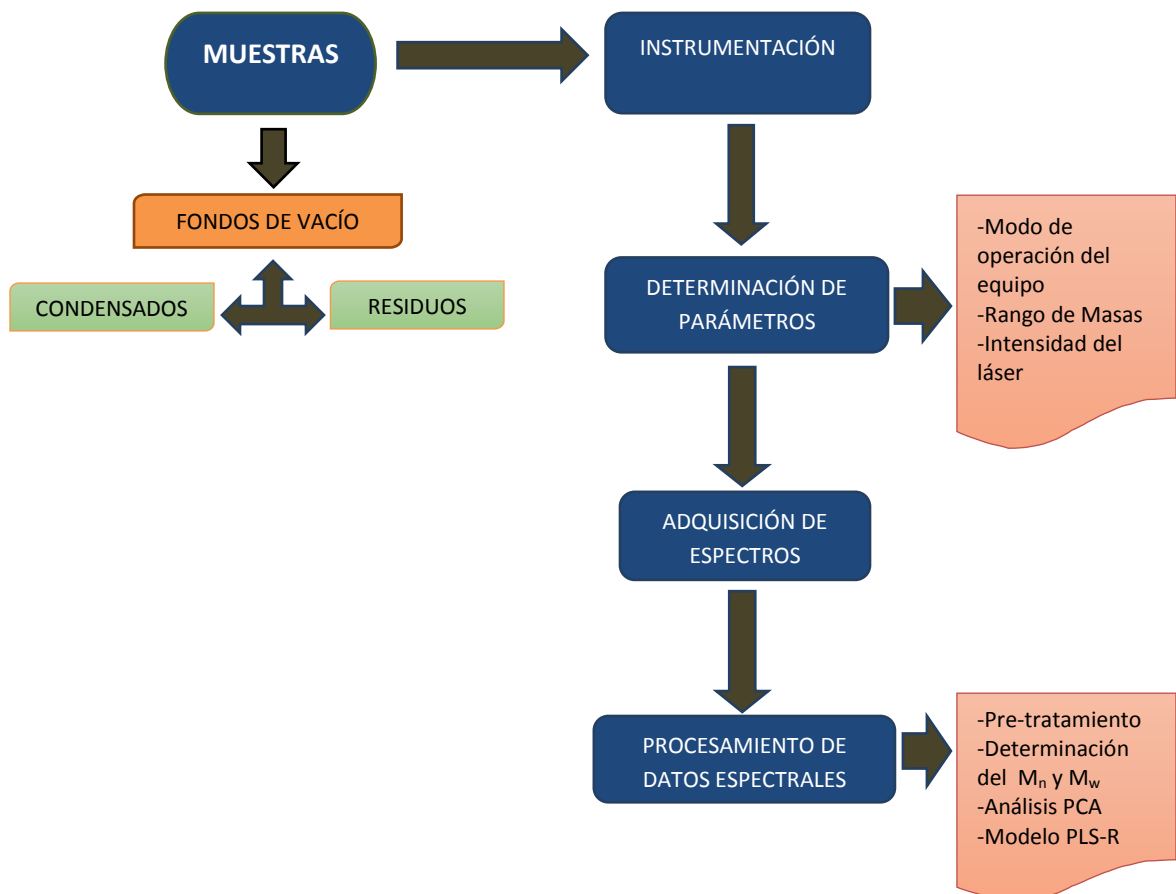 MUESTRAS
INSTRUMENTACIÓN
FONDOS DE VACÍO
CONDENSADOS
RESIDUOS
DETERMINACIÓN DE
PARÁMETROS
-Modo de
operación del
equipo
-Rango de Masas
-Intensidad del
láser
ADQUISICIÓN DE
ESPECTROS
PROCESAMIENTO DE
DATOS ESPECTRALES
-Pre-tratamiento
-Determinación
del Mn y Mw
-Análisis PCA
-Modelo PLS-R